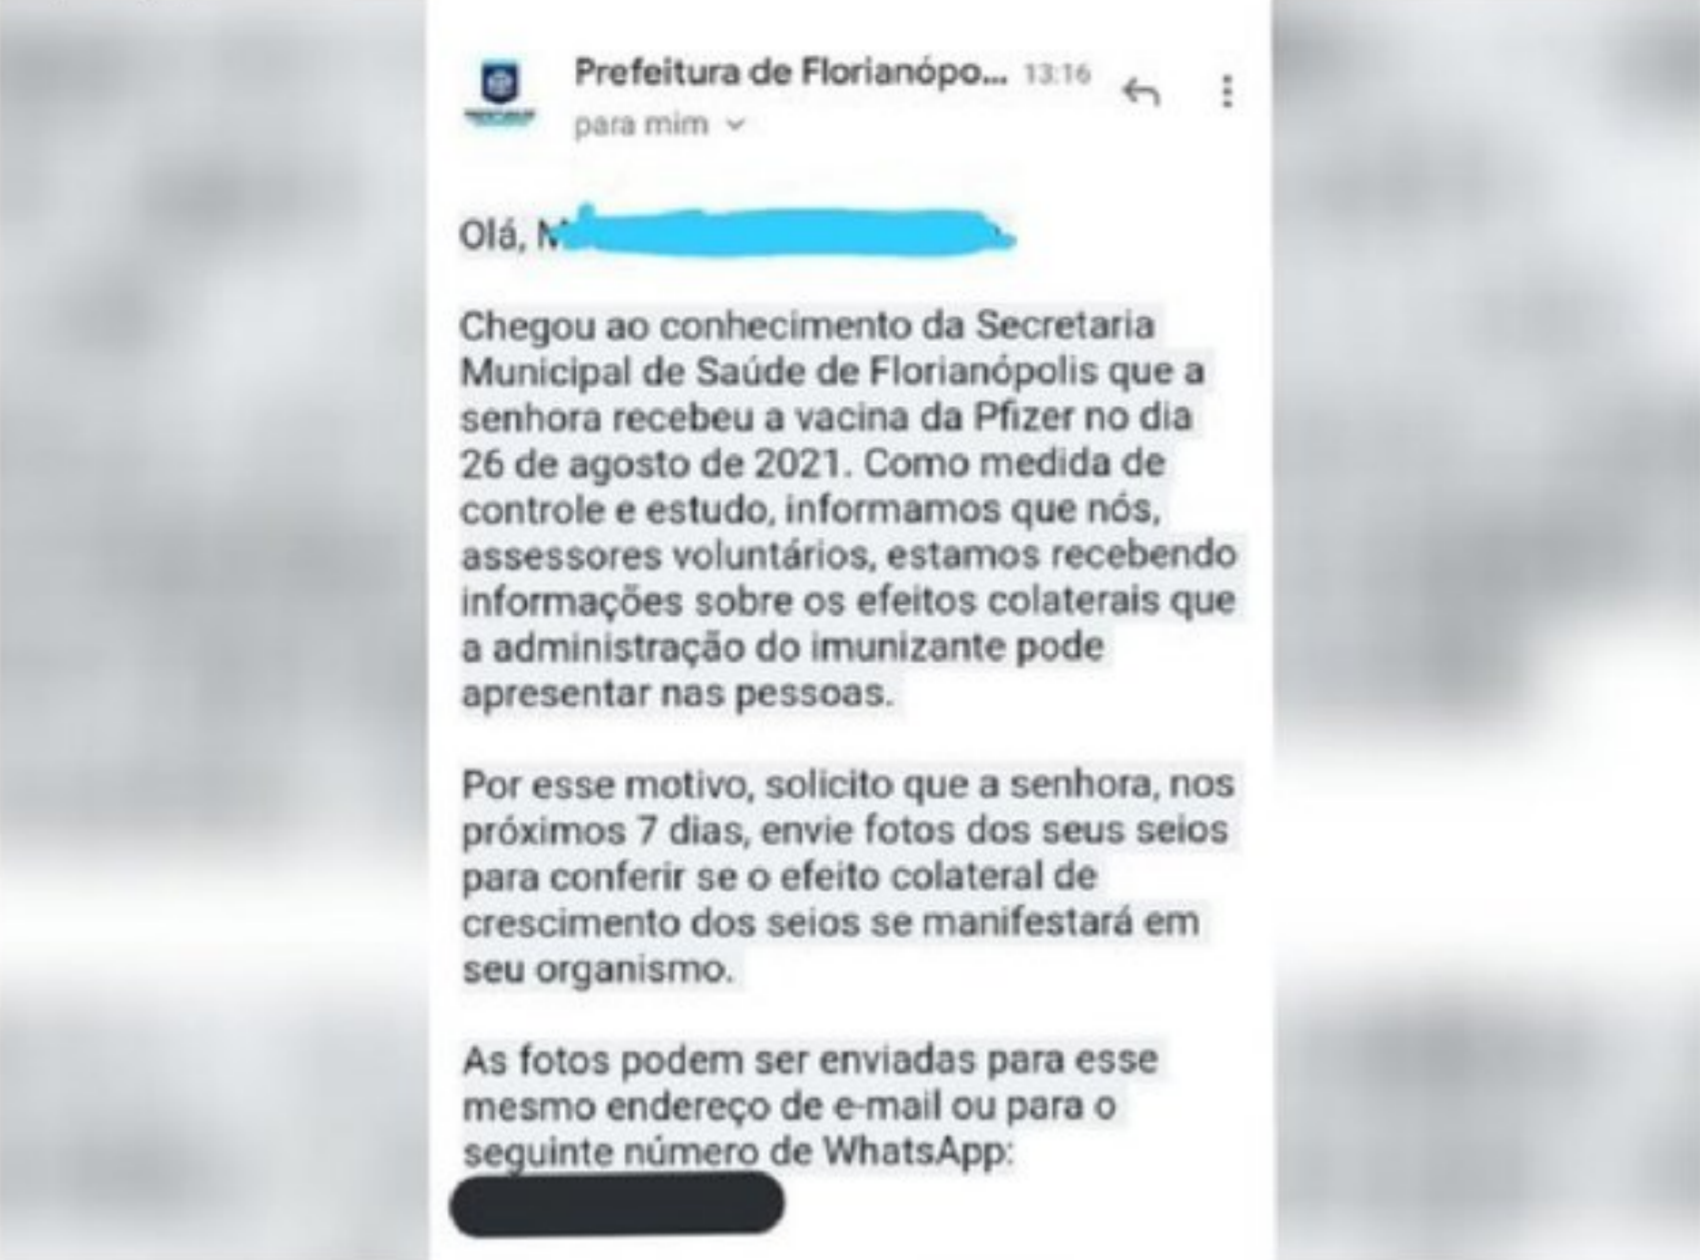 Prefeitura de Florianópo... 13:16
para mim
Olá, M
Chegou ao conhecimento da Secretaria
Municipal de Saúde de Florianópolis que a
senhora recebeu a vacina da Pfizer no dia
26 de agosto de 2021. Como medida de
controle e estudo, informamos que nós,
assessores voluntários, estamos recebendo
informações sobre os efeitos colaterais que
a administração do imunizante pode
apresentar nas pessoas.
Por esse motivo, solicito que a senhora, nos
próximos 7 dias, envie fotos dos seus seios
para conferir se o efeito colateral de
crescimento dos seios se manifestará em
seu organismo.
As fotos podem ser enviadas para esse
mesmo endereço de e-mail ou para o
seguinte número de WhatsApp: